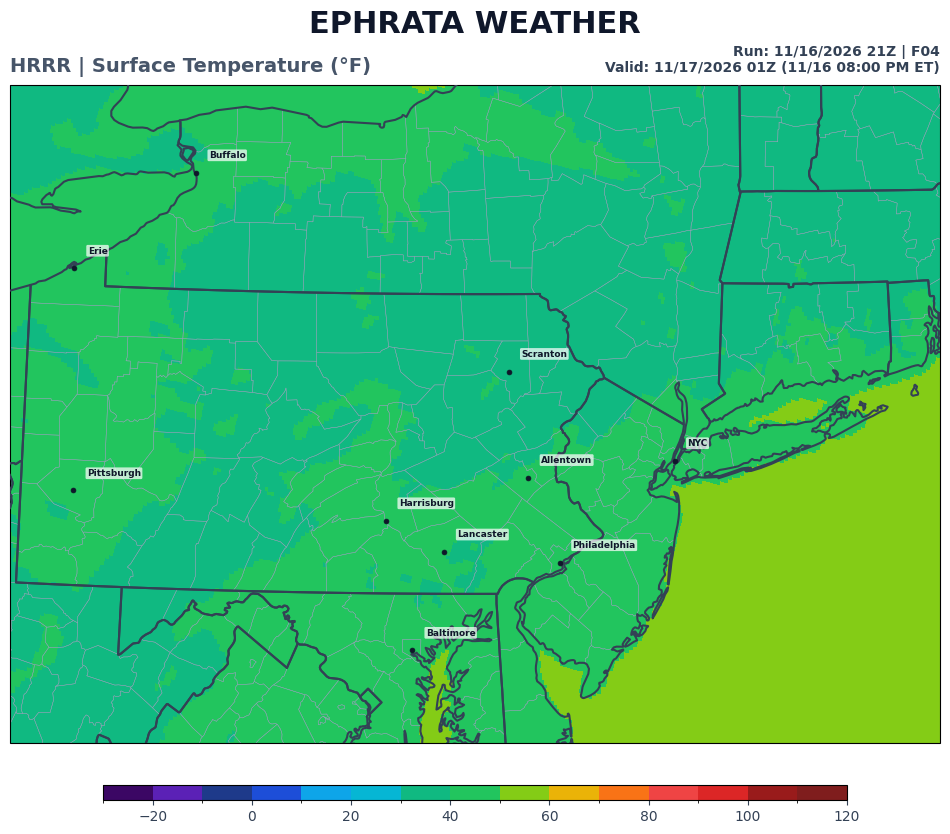 EPHRATA WEATHER
HRRR | Surface Temperature (°F)
Run: 11/16/2026 21Z | F04
Valid: 11/17/2026 01Z (11/16 08:00 PM ET)
Buffalo
Erie
Scranton
NYC
Allentown
Pittsburgh
Harrisburg
Lancaster
Philadelphia
Baltimore
−20 0 20 40 60 80 100 120